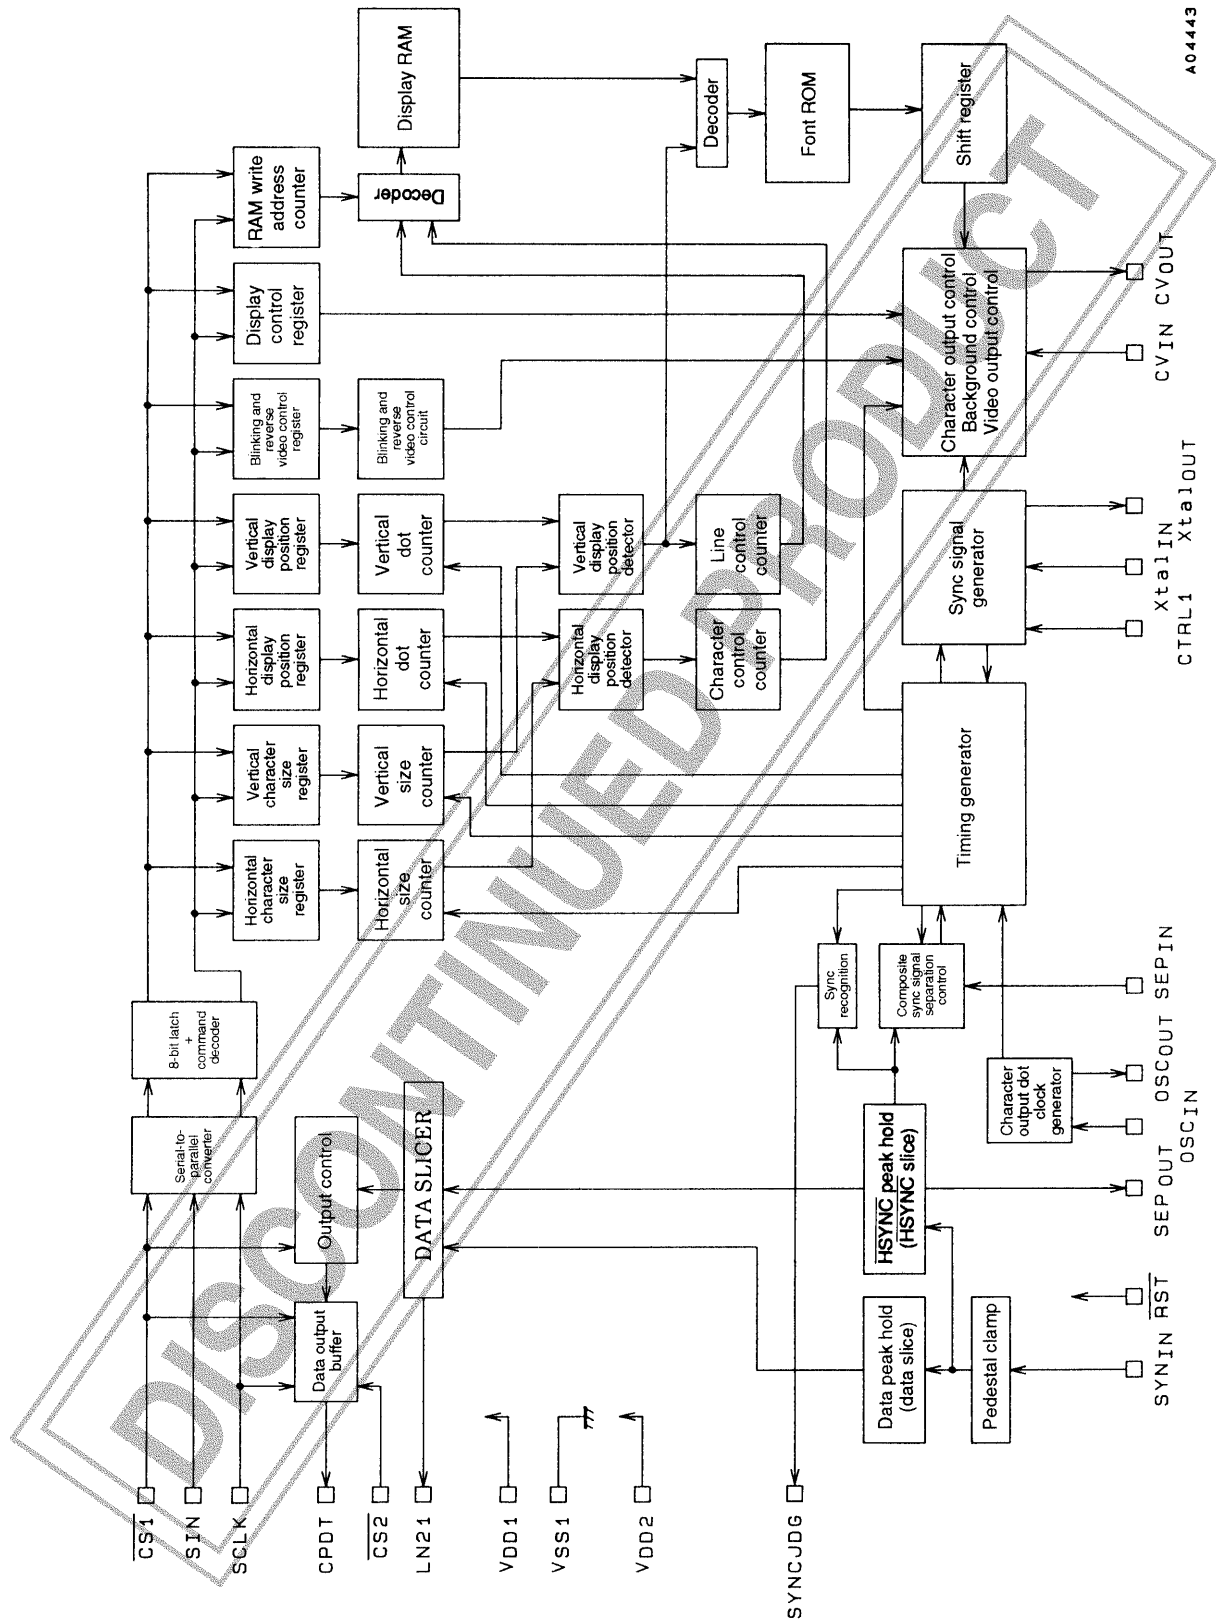 CS1
SIN
SCLK
CPDT
CS2
LN21
VDD1
VSS1
VDD2
SYNCJDG
Serial-to-
parallel
converter
8-bit latch
+
command
decoder
Data output
buffer
Output control
DATA SLICER
Horizontal
character
size
register
Vertical
character
size
register
Horizontal
display
position
register
Vertical
display
position
register
Blinking and
reverse
video control
register
Display
control
register
RAM write
address
counter
Horizontal
size
counter
Vertical
size
counter
Horizontal
dot
counter
Vertical
dot
counter
Blinking and
reverse
video control
circuit
Decoder
Display RAM
Horizontal
display
position
detector
Vertical
display
position
detector
Character
control
counter
Line
control
counter
Decoder
Font ROM
Shift register
Data peak hold
(data slice)
Pedestal clamp
HSYNC peak hold
(HSYNC slice)
Sync
recognition
Composite
sync signal
separation
control
Character
output dot
clock
generator
Timing generator
Sync signal
generator
Character output control
Background control
Video output control
SYNIN
RST
SEPOUT
OSCIN
OSCOUT
SEPIN
CTRL1
XtalIN
XtalOUT
CVIN
CVOUT
A04443
DISCONTINUED PRODUCT